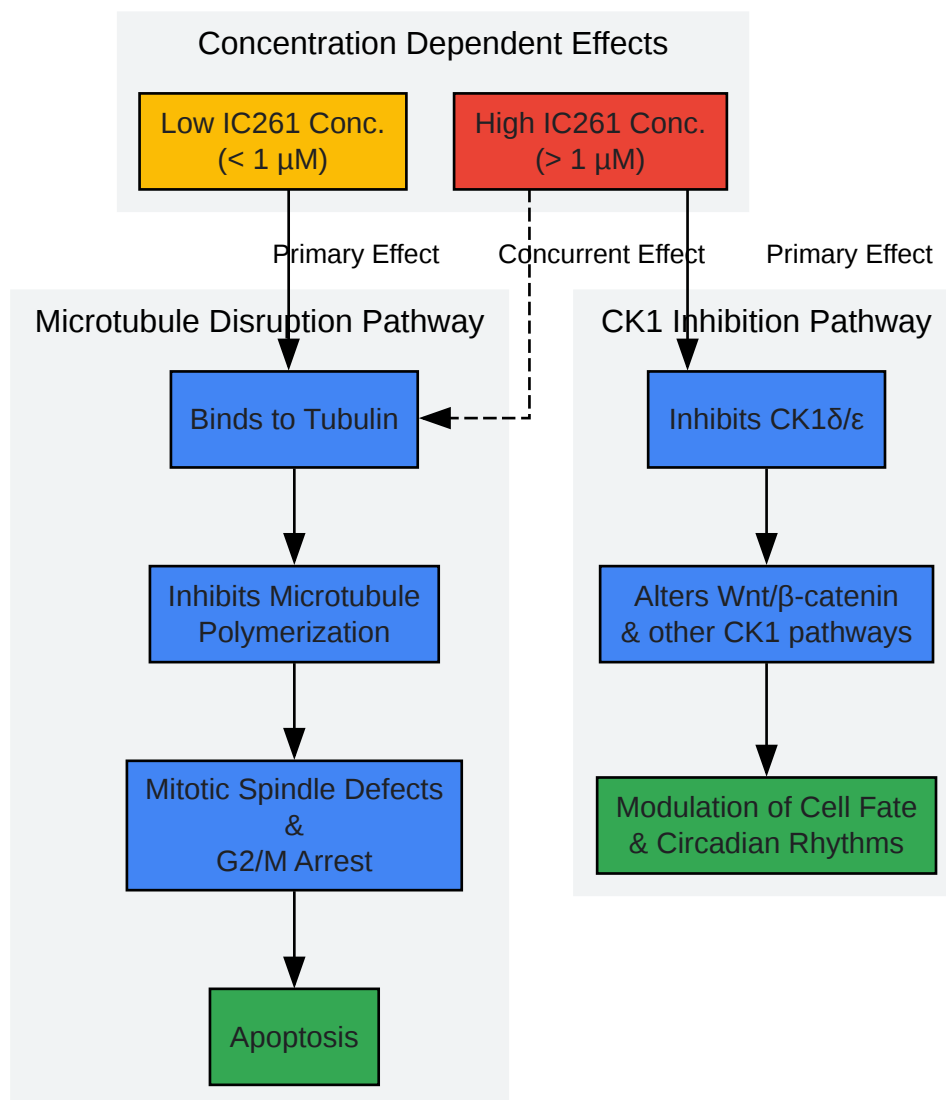 Concentration Dependent Effects
Low IC261 Conc.
(< 1 µM)
High IC261 Conc.
(> 1 µM)
Primary Effect
Concurrent Effect
Primary Effect
Microtubule Disruption Pathway
CK1 Inhibition Pathway
Binds to Tubulin
Inhibits CK1δ/ε
Inhibits Microtubule
Polymerization
Alters Wnt/β-catenin
& other CK1 pathways
Mitotic Spindle Defects
&
G2/M Arrest
Modulation of Cell Fate
& Circadian Rhythms
Apoptosis